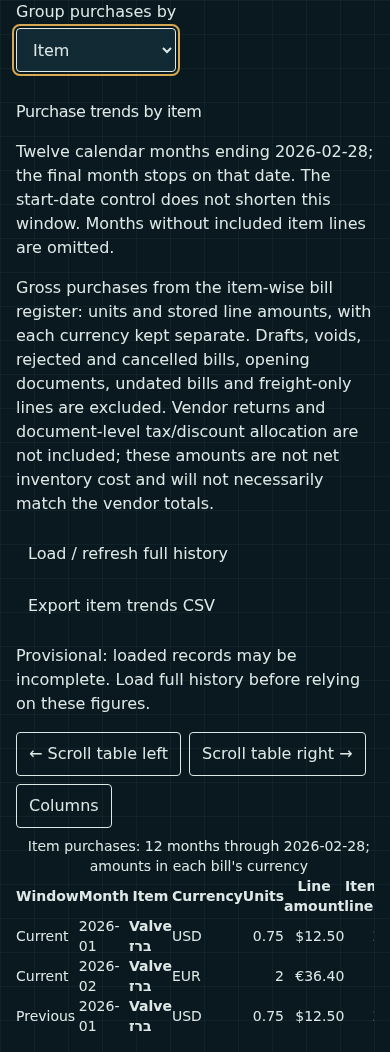 Group purchases by
Item
Purchase trends by item
Twelve calendar months ending 2026-02-28;
the final month stops on that date. The
start-date control does not shorten this
window. Months without included item lines
are omitted.
Gross purchases from the item-wise bill
register: units and stored line amounts, with
each currency kept separate. Drafts, voids,
rejected and cancelled bills, opening
documents, undated bills and freight-only
lines are excluded. Vendor returns and
document-level tax/discount allocation are
not included; these amounts are not net
inventory cost and will not necessarily
match the vendor totals.
Load / refresh full history
Export item trends CSV
Provisional: loaded records may be
incomplete. Load full history before relying
on these figures.
← Scroll table left Scroll table right →
Columns
Item purchases: 12 months through 2026-02-28;
amounts in each bill's currency
Window Month Item Currency Units Line amount Item lines
Current 2026-01 Valve ברז USD 0.75 $12.50
Current 2026-02 Valve ברז EUR 2 €36.40
Previous 2026-01 Valve ברז USD 0.75 $12.50